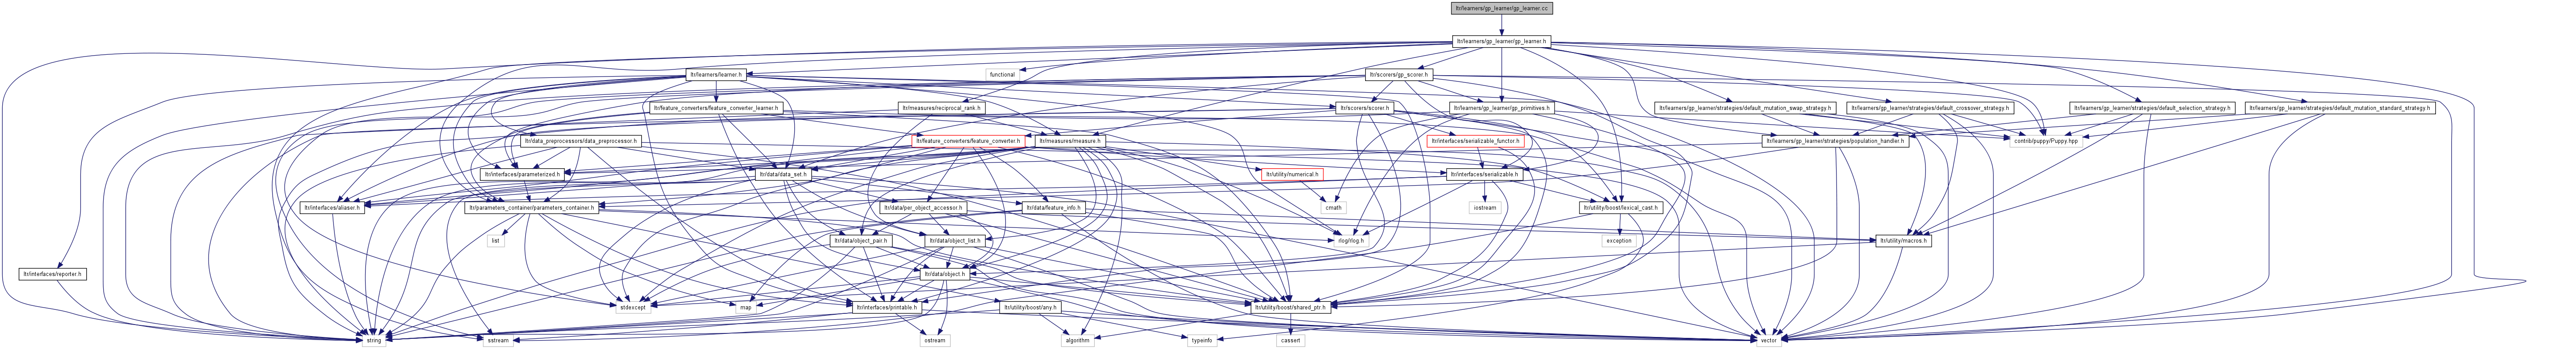 ltr/learners/gp_learner/gp_learner.cc
ltr/learners/gp_learner/gp_learner.h
functional
ltr/learners/learner.h
ltr/scorers/gp_scorer.h
ltr/feature_converters/feature_converter_learner.h
ltr/measures/reciprocal_rank.h
ltr/scorers/scorer.h
ltr/learners/gp_learner/gp_primitives.h
ltr/learners/gp_learner/strategies/default_mutation_swap_strategy.h
ltr/learners/gp_learner/strategies/default_crossover_strategy.h
ltr/learners/gp_learner/strategies/default_selection_strategy.h
ltr/learners/gp_learner/strategies/default_mutation_standard_strategy.h
ltr/data_preprocessors/data_preprocessor.h
ltr/feature_converters/feature_converter.h
ltr/measures/measure.h
ltr/interfaces/serializable_functor.h
ltr/learners/gp_learner/strategies/population_handler.h
contrib/puppy/Puppy.hpp
ltr/interfaces/parameterized.h
ltr/data/data_set.h
ltr/utility/numerical.h
ltr/interfaces/serializable.h
ltr/interfaces/aliaser.h
ltr/parameters_container/parameters_container.h
ltr/data/per_object_accessor.h
ltr/data/feature_info.h
cmath
iostream
ltr/utility/boost/lexical_cast.h
list
ltr/data/object_pair.h
ltr/data/object_list.h
rlog/rlog.h
exception
ltr/utility/macros.h
ltr/interfaces/reporter.h
ltr/data/object.h
stdexcept
map
ltr/interfaces/printable.h
ltr/utility/boost/any.h
ltr/utility/boost/shared_ptr.h
string
sstream
ostream
algorithm
typeinfo
cassert
vector